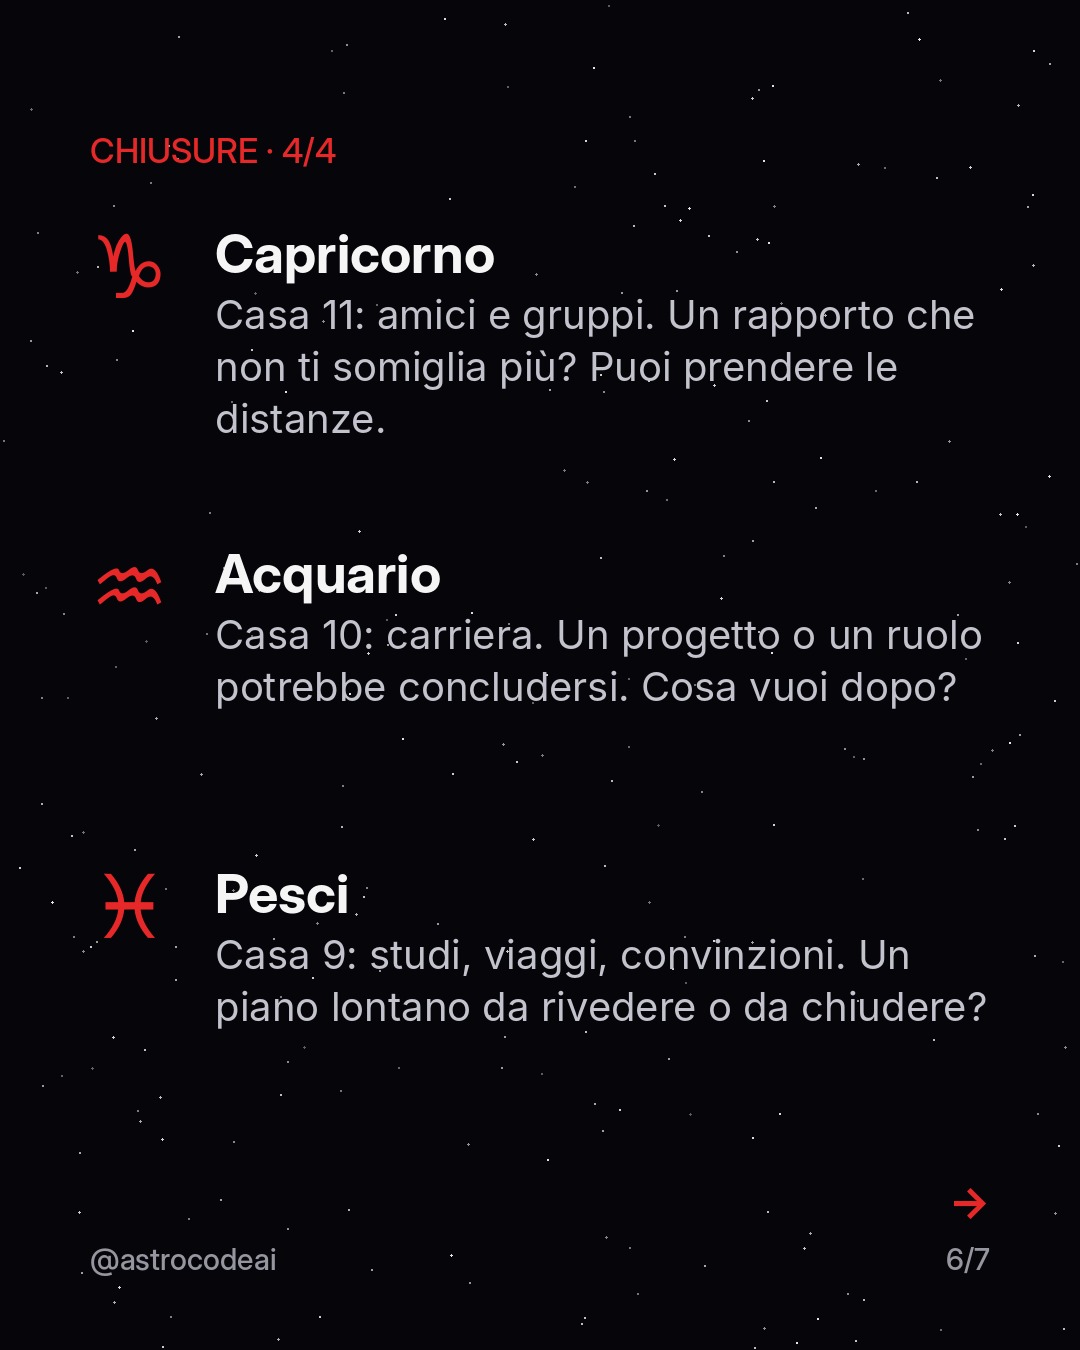 CHIUSURE · 4/4
♑ Capricorno
Casa 11: amici e gruppi. Un rapporto che
non ti somiglia più? Puoi prendere le
distanze.
♒ Acquario
Casa 10: carriera. Un progetto o un ruolo
potrebbe concludersi. Cosa vuoi dopo?
♓ Pesci
Casa 9: studi, viaggi, convinzioni. Un
piano lontano da rivedere o da chiudere?
→
@astrocodeai
6/7